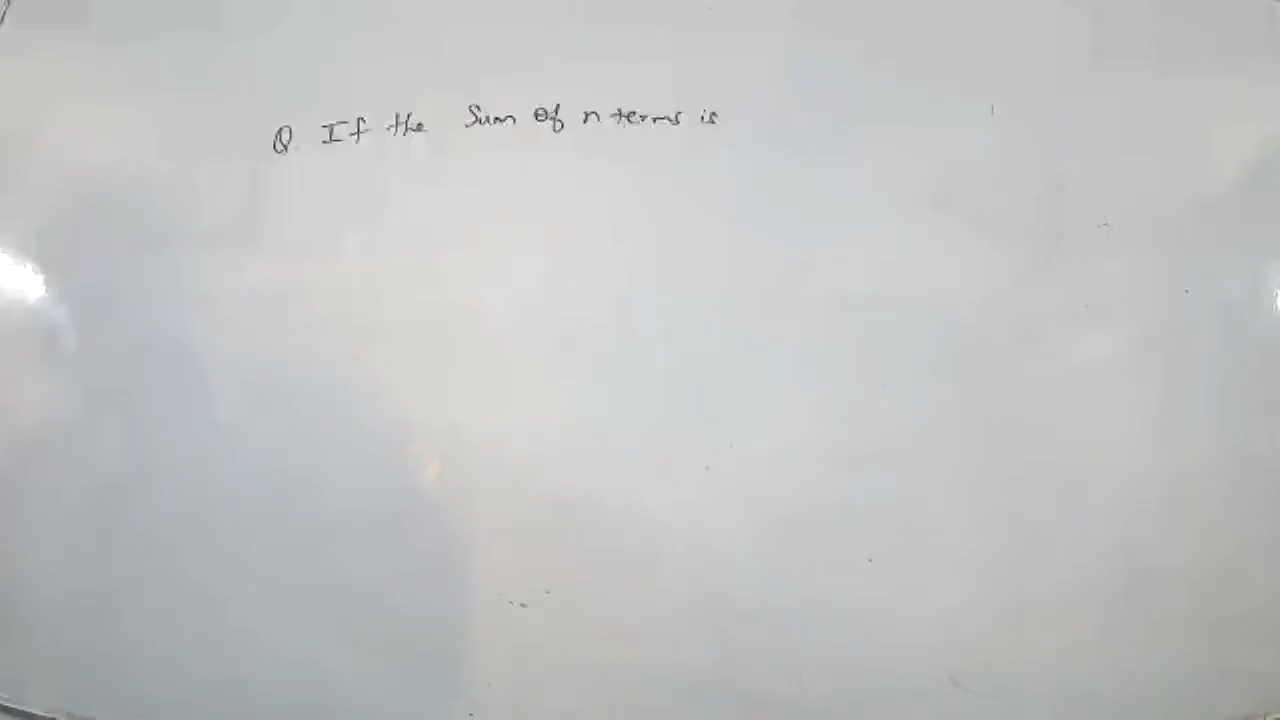 Q. If the Sum of n terms is